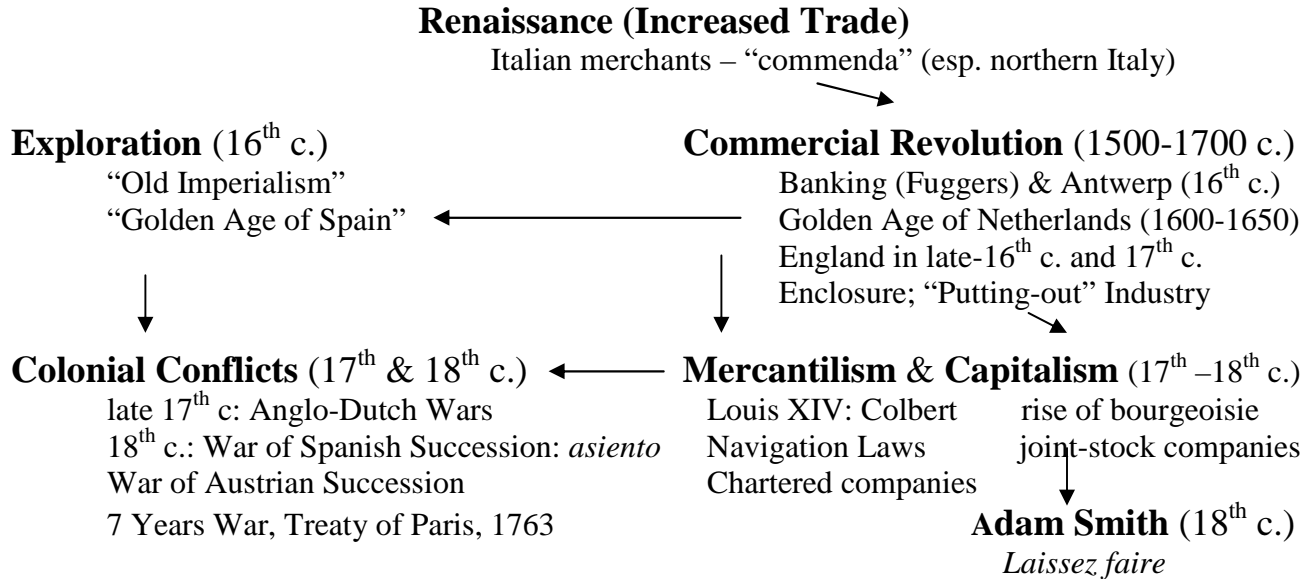 Renaissance (Increased Trade)
Italian merchants – “commenda” (esp. northern Italy)
Exploration (16th c.)
“Old Imperialism”
“Golden Age of Spain”
Commercial Revolution (1500-1700 c.)
Banking (Fuggers) & Antwerp (16th c.)
Golden Age of Netherlands (1600-1650)
England in late-16th c. and 17th c.
Enclosure; “Putting-out” Industry
Colonial Conflicts (17th & 18th c.)
late 17th c: Anglo-Dutch Wars
18th c.: War of Spanish Succession: asiento
War of Austrian Succession
7 Years War, Treaty of Paris, 1763
Mercantilism & Capitalism (17th –18th c.)
Louis XIV: Colbert
Navigation Laws
Chartered companies
rise of bourgeoisie
joint-stock companies
Adam Smith (18th c.)
Laissez faire